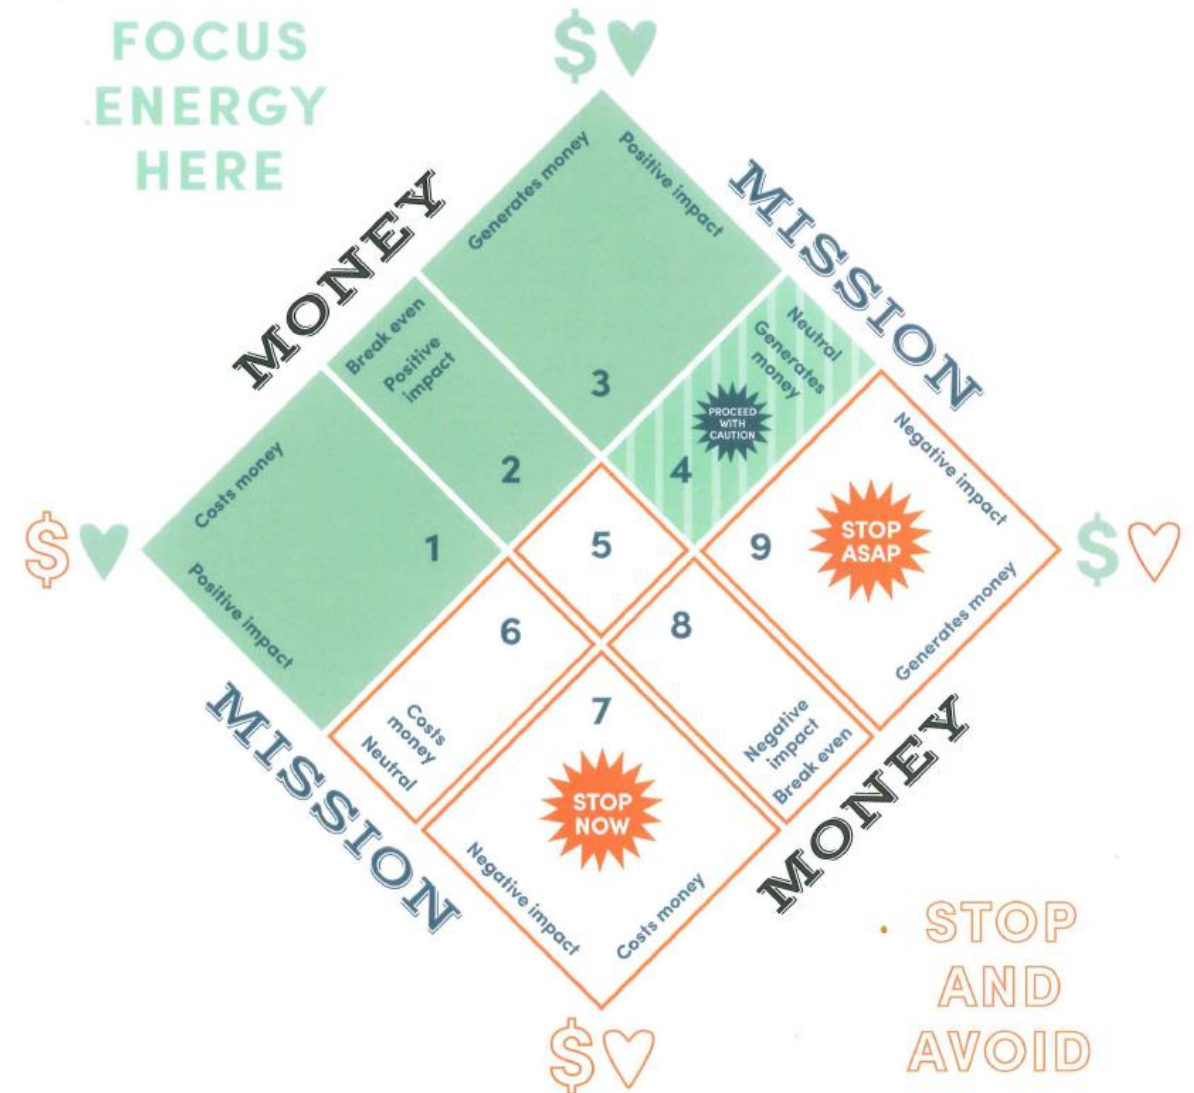 FOCUS
ENERGY
HERE
$
MONEY
MISSION
Generates money
Positive impact
3
Break even
Positive
impact
2
Neutral
Generates
money
PROCEED
WITH
CAUTION
4
Costs money
Positive impact
1
$
5
Negative impact
Generates money
STOP
ASAP
9
$
6
Costs
money
Neutral
8
Negative
impact
Break even
7
STOP
NOW
Negative impact
Costs money
MISSION
MONEY
$
STOP
AND
AVOID